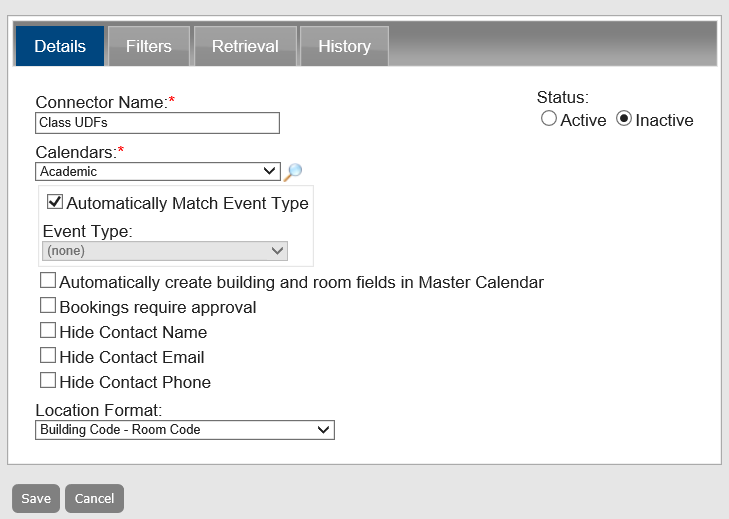 Details Filters Retrieval History
Connector Name:*
Class UDFs
Status:
Active Inactive
Calendars:*
Academic
Automatically Match Event Type
Event Type:
(none)
Automatically create building and room fields in Master Calendar
Bookings require approval
Hide Contact Name
Hide Contact Email
Hide Contact Phone
Location Format:
Building Code - Room Code
Save Cancel